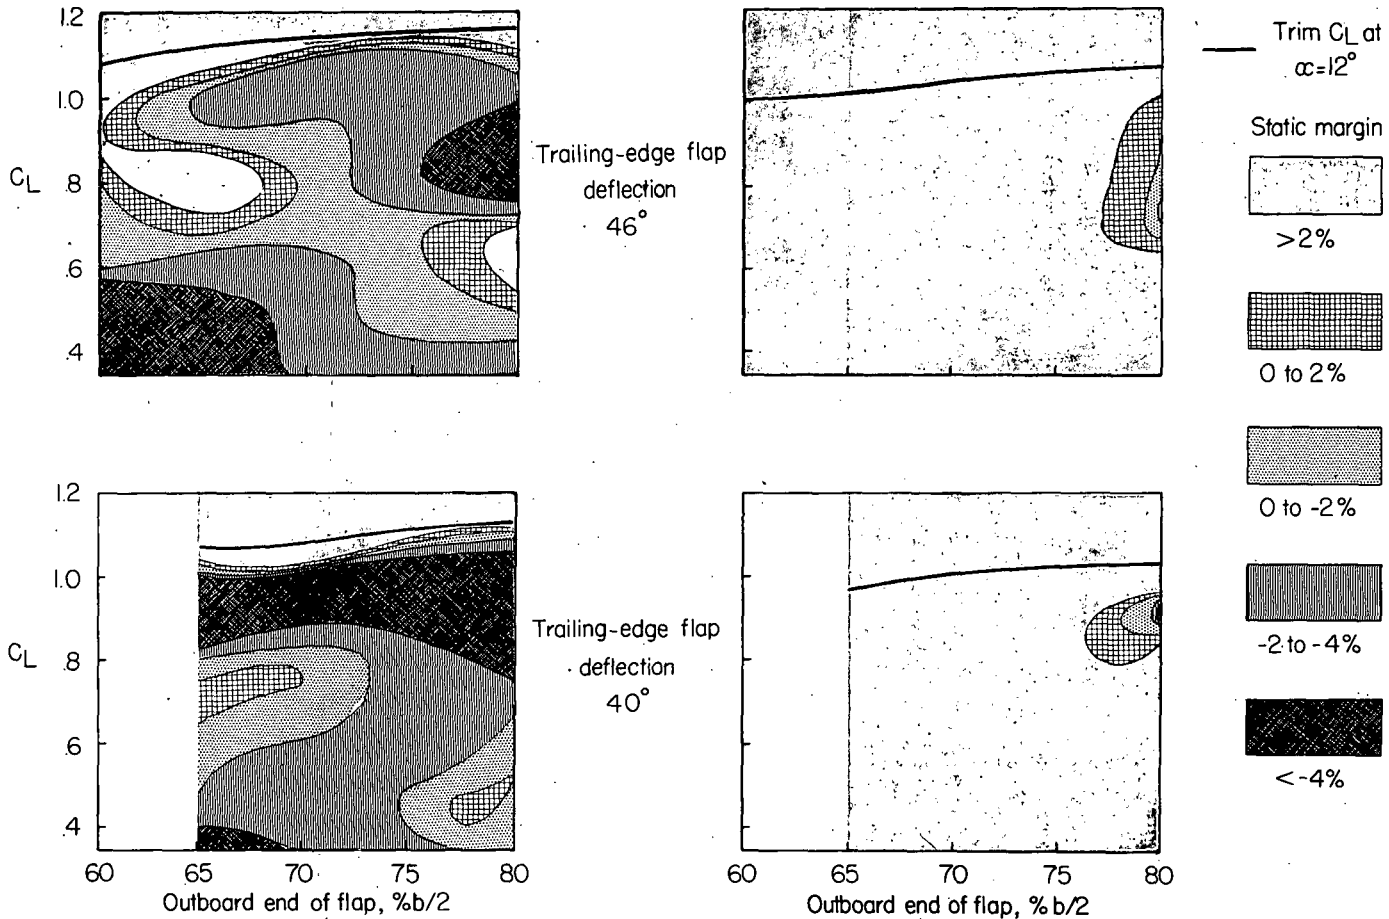 1.2
1.0
C_L
.8
.6
.4
Trailing-edge flap
deflection
46°
Trim C_L at
α=12°
Static margin
>2%
0 to 2%
0 to -2%
-2 to -4%
<-4%
1.2
1.0
C_L
.8
.6
.4
Trailing-edge flap
deflection
40°
60 65 70 75 80
Outboard end of flap, %b/2
60 65 70 75 80
Outboard end of flap, %b/2